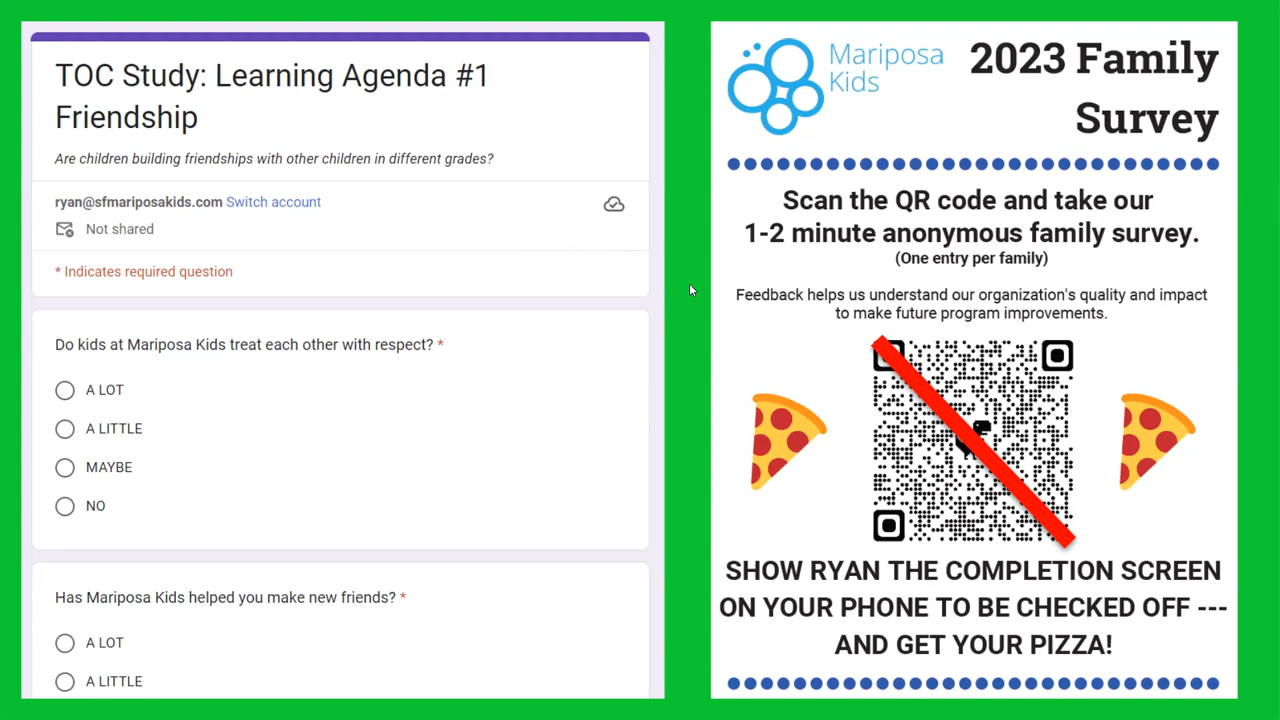 TOC Study: Learning Agenda #1
Friendship
Are children building friendships with other children in different grades?
ryan@sfmariposakids.com Switch account
Not shared
* Indicates required question
Do kids at Mariposa Kids treat each other with respect? *
A LOT
A LITTLE
MAYBE
NO
Has Mariposa Kids helped you make new friends? *
A LOT
A LITTLE
Mariposa
Kids
2023 Family
Survey
Scan the QR code and take our
1-2 minute anonymous family survey.
(One entry per family)
Feedback helps us understand our organization's quality and impact
to make future program improvements.
SHOW RYAN THE COMPLETION SCREEN
ON YOUR PHONE TO BE CHECKED OFF ---
AND GET YOUR PIZZA!